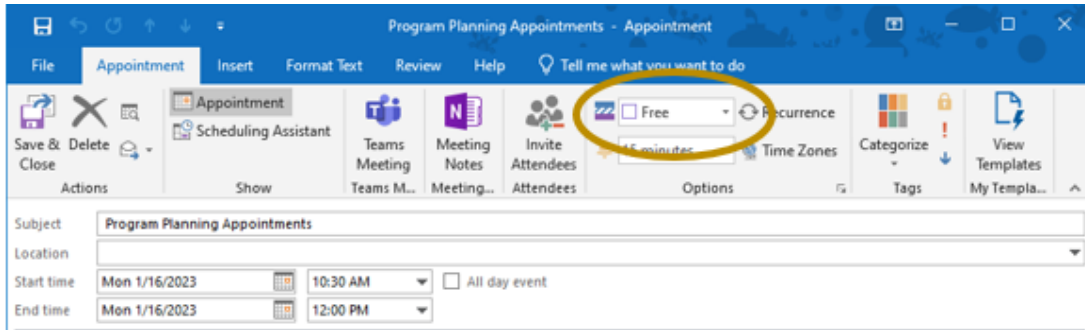 Program Planning Appointments - Appointment
File Appointment Insert Format Text Review Help Tell me what you want to do
Save & Close
Delete
Appointment
Scheduling Assistant
Teams Meeting
Meeting Notes
Invite Attendees
Free
Recurrence
15 minutes
Time Zones
Categorize
View Templates
Actions Show Teams M... Meeting... Attendees Options Tags My Templa...
Subject Program Planning Appointments
Location
Start time Mon 1/16/2023 10:30 AM All day event
End time Mon 1/16/2023 12:00 PM